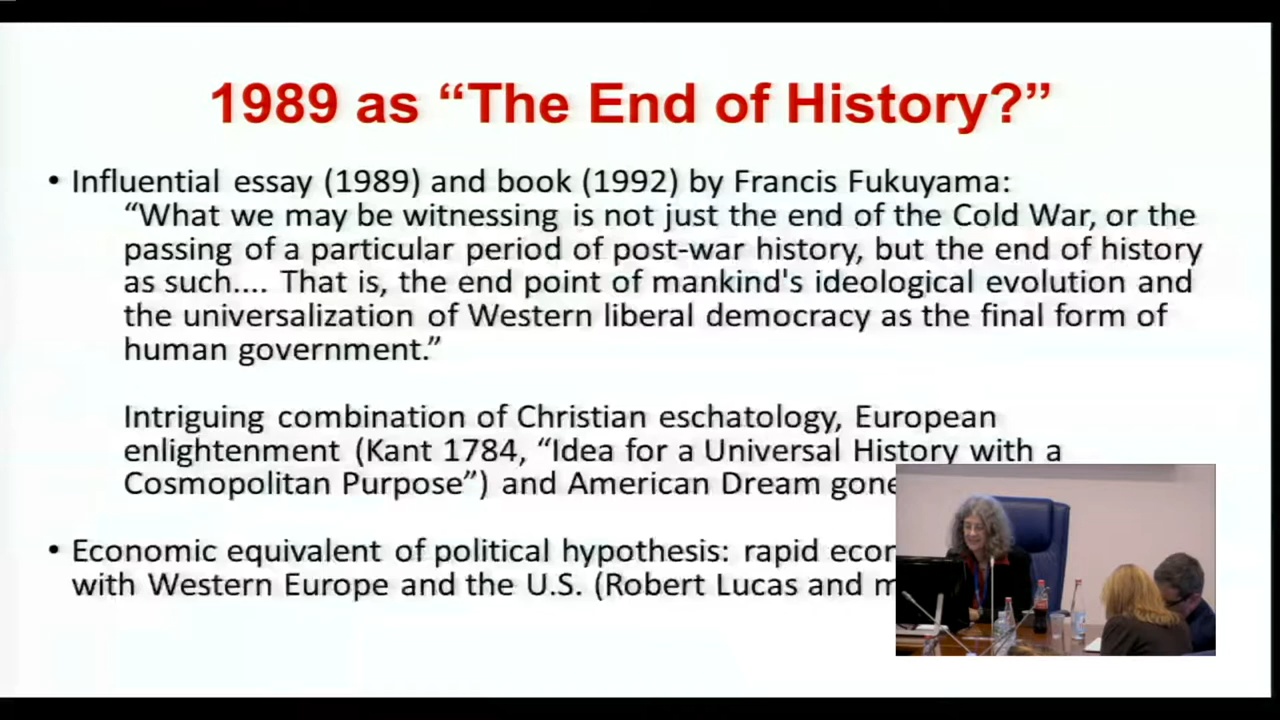 1989 as “The End of History?”
• Influential essay (1989) and book (1992) by Francis Fukuyama:
“What we may be witnessing is not just the end of the Cold War, or the
passing of a particular period of post-war history, but the end of history
as such.... That is, the end point of mankind's ideological evolution and
the universalization of Western liberal democracy as the final form of
human government.”
Intriguing combination of Christian eschatology, European
enlightenment (Kant 1784, “Idea for a Universal History with a
Cosmopolitan Purpose”) and American Dream gone
• Economic equivalent of political hypothesis: rapid
with Western Europe and the U.S. (Robert Lucas and